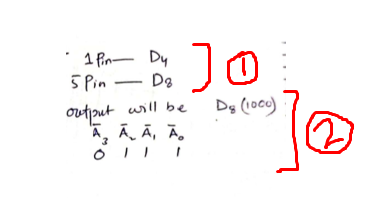 1 Pin — D4
5 Pin — D8
①
output will be D8 (1000)
Ā3 Ā2 Ā1 Ā0
0 1 1 1
②